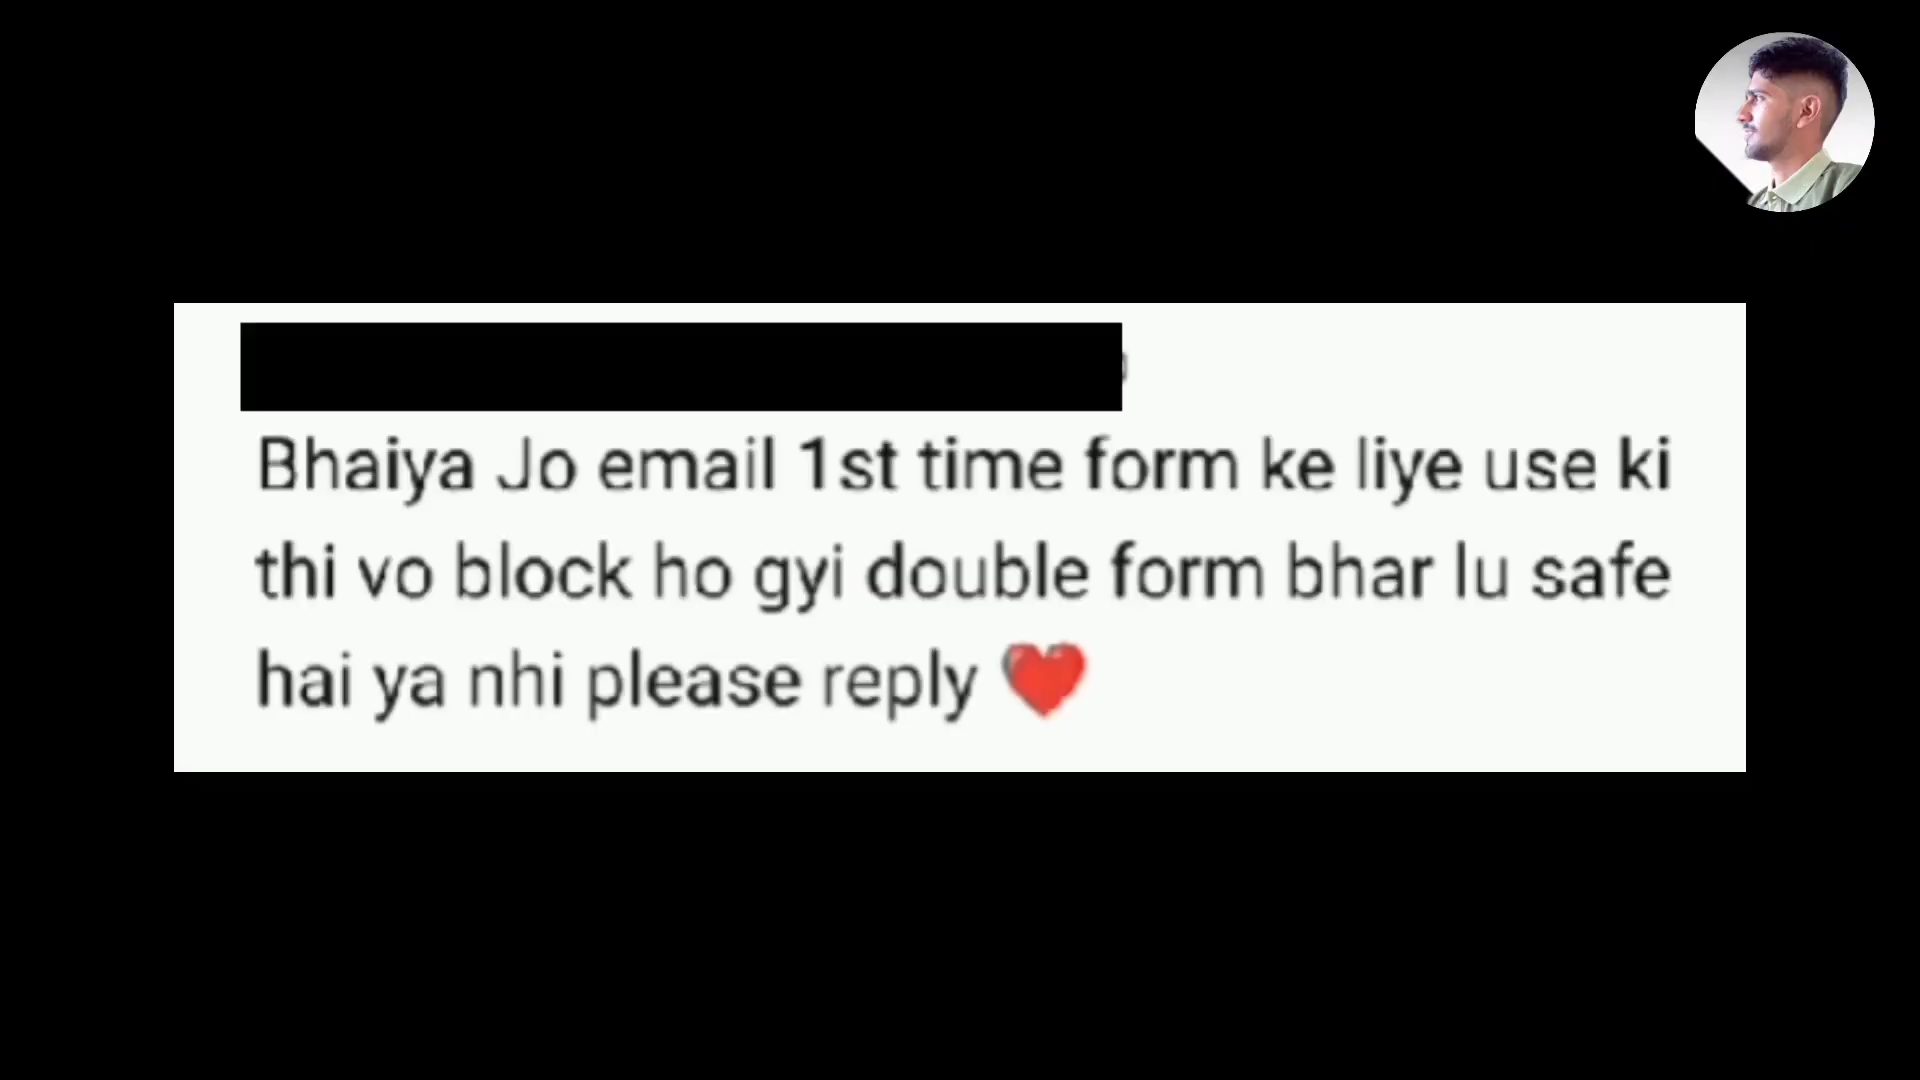 Bhaiya Jo email 1st time form ke liye use ki
thi vo block ho gyi double form bhar lu safe
hai ya nhi please reply ❤️